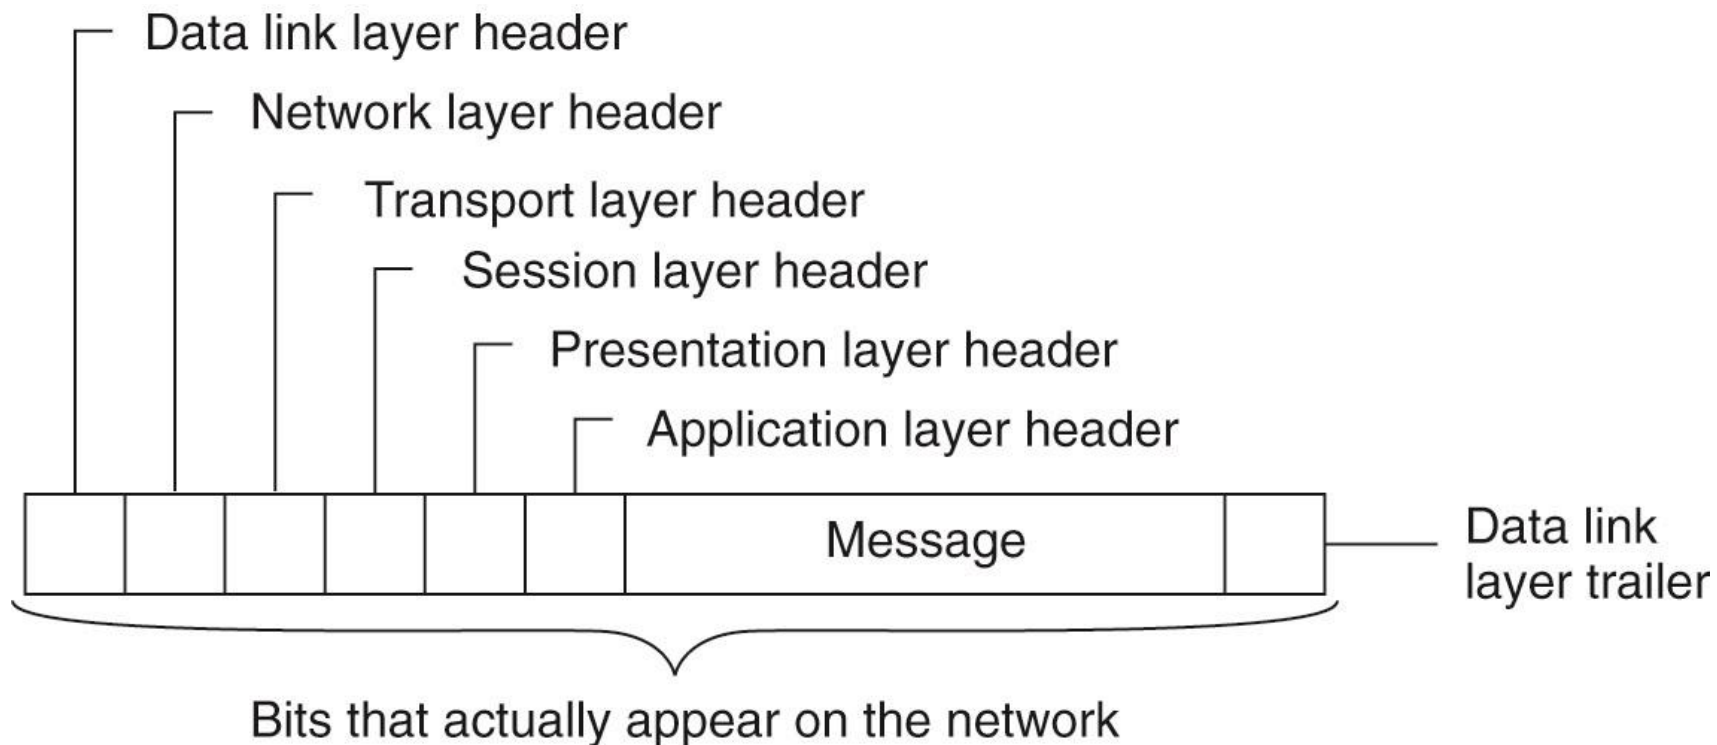 Data link layer header
Network layer header
Transport layer header
Session layer header
Presentation layer header
Application layer header
Message
Data link
layer trailer
Bits that actually appear on the network